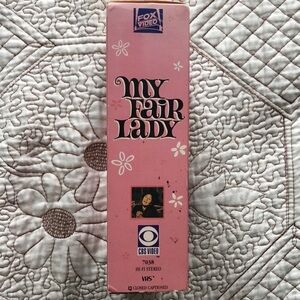 FOX
VIDEO
my
FAIR
LADY
CBS VIDEO
7038
HI-FI STEREO
VHS
CLOSED CAPTIONED